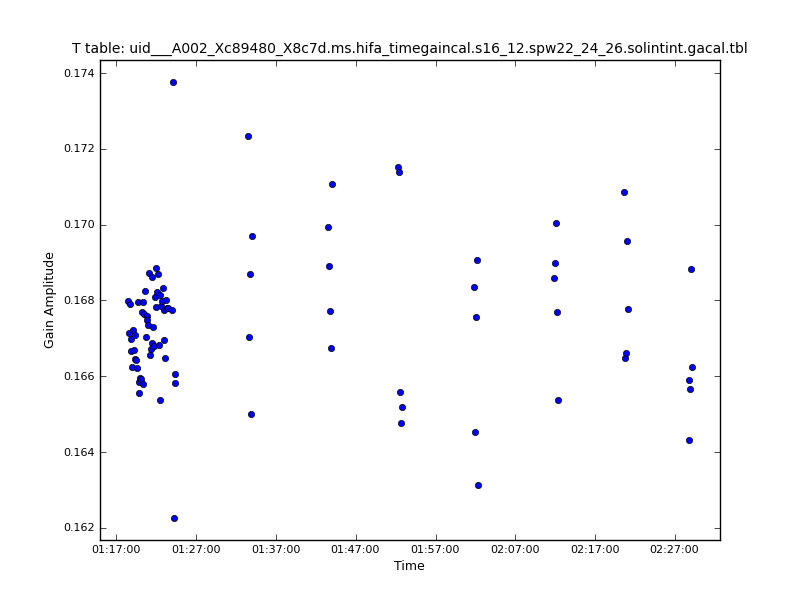 T table: uid___A002_Xc89480_X8c7d.ms.hifa_timegaincal.s16_12.spw22_24_26.solintint.gacal.tbl
0.174
0.172
0.170
0.168
0.166
0.164
0.162
Gain Amplitude
01:17:00 01:27:00 01:37:00 01:47:00 01:57:00 02:07:00 02:17:00 02:27:00
Time